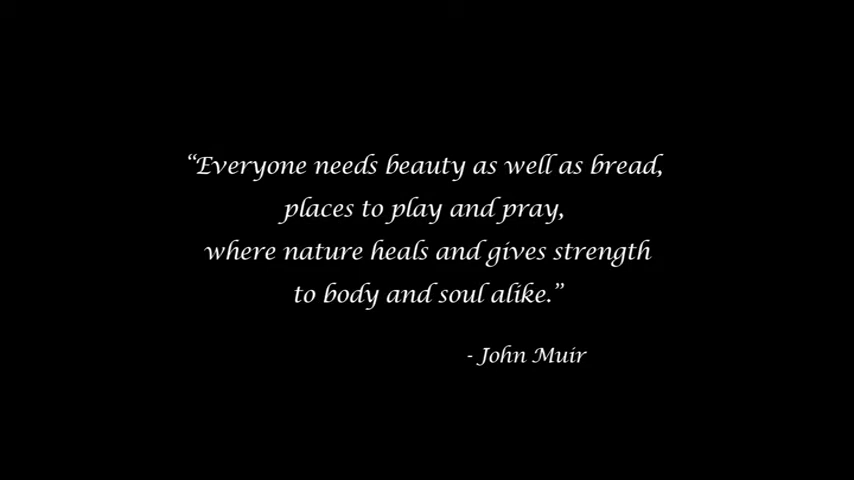 “Everyone needs beauty as well as bread,
places to play and pray,
where nature heals and gives strength
to body and soul alike.”
- John Muir